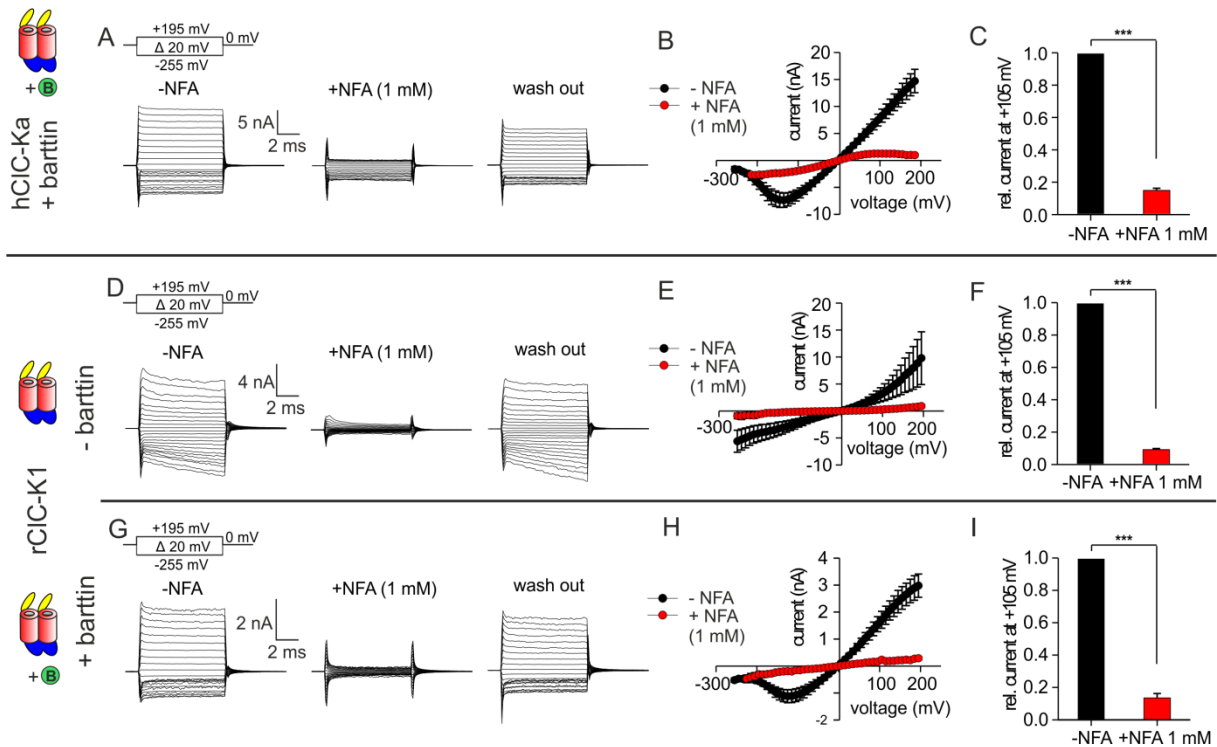 A
+195 mV
Δ 20 mV
-255 mV
0 mV
-NFA
+NFA (1 mM)
wash out
5 nA
2 ms
+ B
hClC-Ka
+ barttin
B
- NFA
+ NFA
(1 mM)
current (nA)
20
15
10
5
-10
-300
100
200
voltage (mV)
C
***
rel. current at +105 mV
1.0
0.8
0.6
0.4
0.2
0.0
-NFA
+NFA 1 mM
D
+195 mV
Δ 20 mV
-255 mV
0 mV
-NFA
+NFA (1 mM)
wash out
4 nA
2 ms
- barttin
rClC-K1
E
- NFA
+ NFA
(1 mM)
current (nA)
20
15
10
5
-5
-10
-300
100
200
voltage (mV)
F
***
rel. current at +105 mV
1.0
0.8
0.6
0.4
0.2
0.0
-NFA
+NFA 1 mM
G
+195 mV
Δ 20 mV
-255 mV
0 mV
-NFA
+NFA (1 mM)
wash out
2 nA
2 ms
+ B
+ barttin
H
- NFA
+ NFA
(1 mM)
current (nA)
4
3
2
1
-2
-300
100
200
voltage (mV)
I
***
rel. current at +105 mV
1.0
0.8
0.6
0.4
0.2
0.0
-NFA
+NFA 1 mM